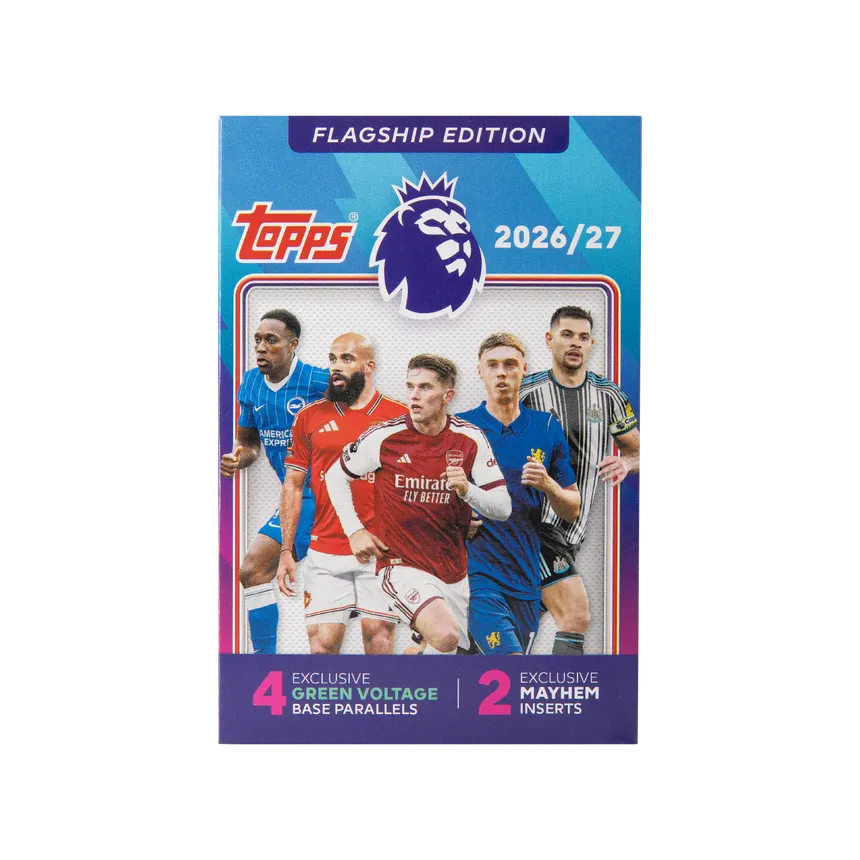 FLAGSHIP EDITION
TOPPS®
2026/27
AMERICAN
EXPRESS
Emirates
FLY BETTER
4 EXCLUSIVE
GREEN VOLTAGE
BASE PARALLELS
2 EXCLUSIVE
MAYHEM
INSERTS